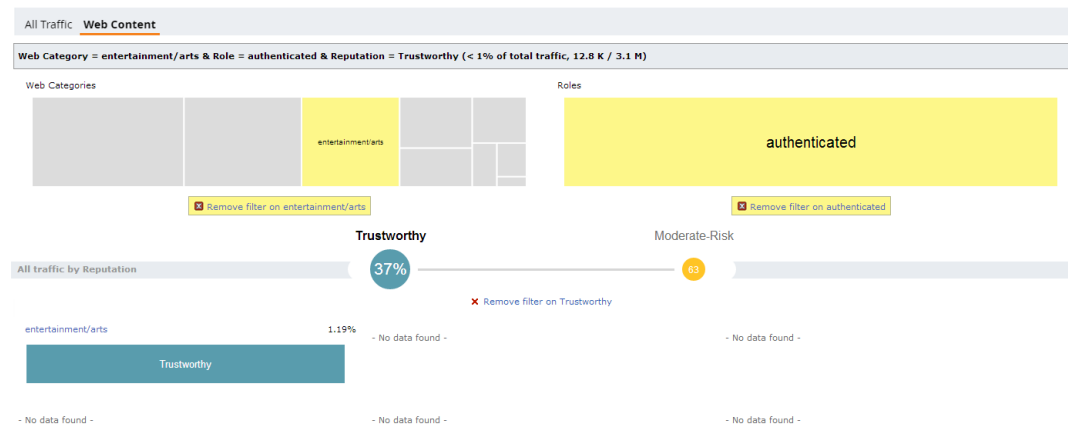 All Traffic Web Content
Web Category = entertainment/arts & Role = authenticated & Reputation = Trustworthy (< 1% of total traffic, 12.8 K / 3.1 M)
Web Categories Roles
entertainment/arts authenticated
x Remove filter on entertainment/arts x Remove filter on authenticated
Trustworthy Moderate-Risk
All traffic by Reputation 37% 63
x Remove filter on Trustworthy
entertainment/arts 1.19%
- No data found - - No data found -
Trustworthy
- No data found - - No data found - - No data found -